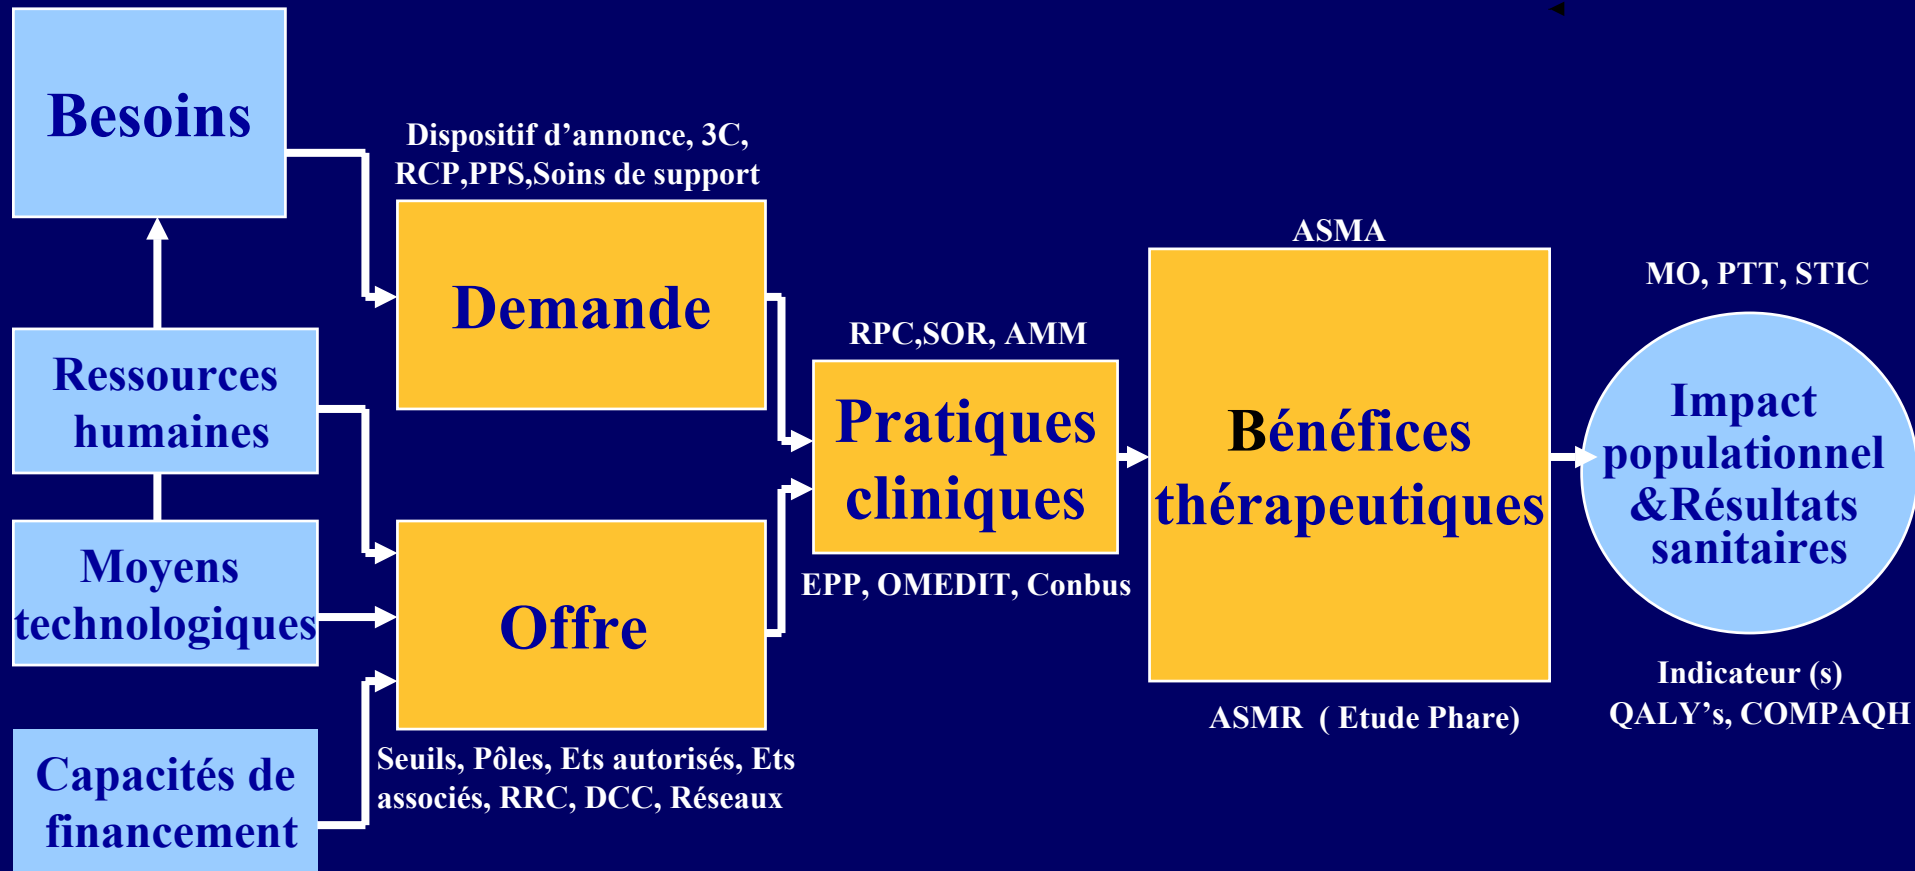 Besoins
Dispositif d’annonce, 3C,
RCP,PPS,Soins de support
Demande
Ressources
humaines
Moyens
technologiques
Offre
Capacités de
financement
Seuils, Pôles, Ets autorisés, Ets
associés, RRC, DCC, Réseaux
RPC,SOR, AMM
Pratiques
cliniques
EPP, OMEDIT, Conbus
ASMA
Bénéfices
thérapeutiques
ASMR ( Etude Phare)
MO, PTT, STIC
Impact
populationnel
&Résultats
sanitaires
Indicateur (s)
QALY’s, COMPAQH